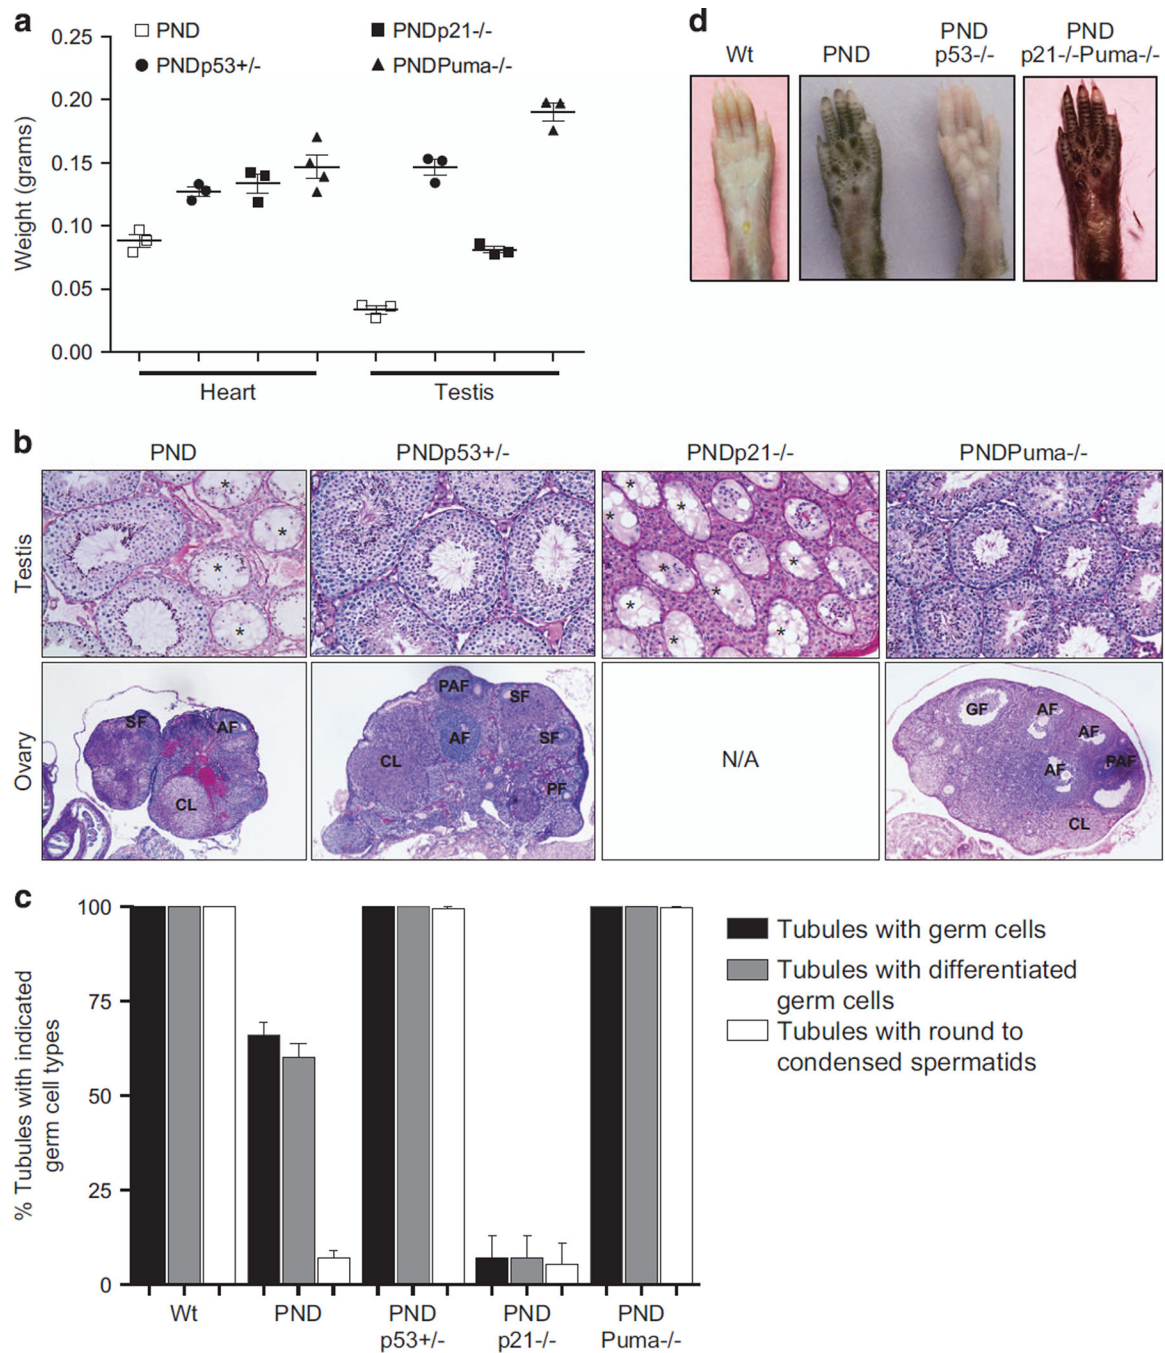 a
PND
PNDp21-/-
PNDp53+/-
PNDPuma-/-
Weight (grams)
0.25
0.20
0.15
0.10
0.05
0.00
Heart
Testis
d
Wt
PND
PND
p53-/-
PND
p21-/-Puma-/-
b
PND
PNDp53+/-
PNDp21-/-
PNDPuma-/-
Testis
* * * *
* * * * * * * * *
Ovary
SF AF CL
PAF SF AF SF CL PF
N/A
GF AF AF AF PAF CL
c
% Tubules with indicated
germ cell types
100
75
50
25
0
Wt
PND
PND
p53+/-
PND
p21-/-
PND
Puma-/-
Tubules with germ cells
Tubules with differentiated
germ cells
Tubules with round to
condensed spermatids